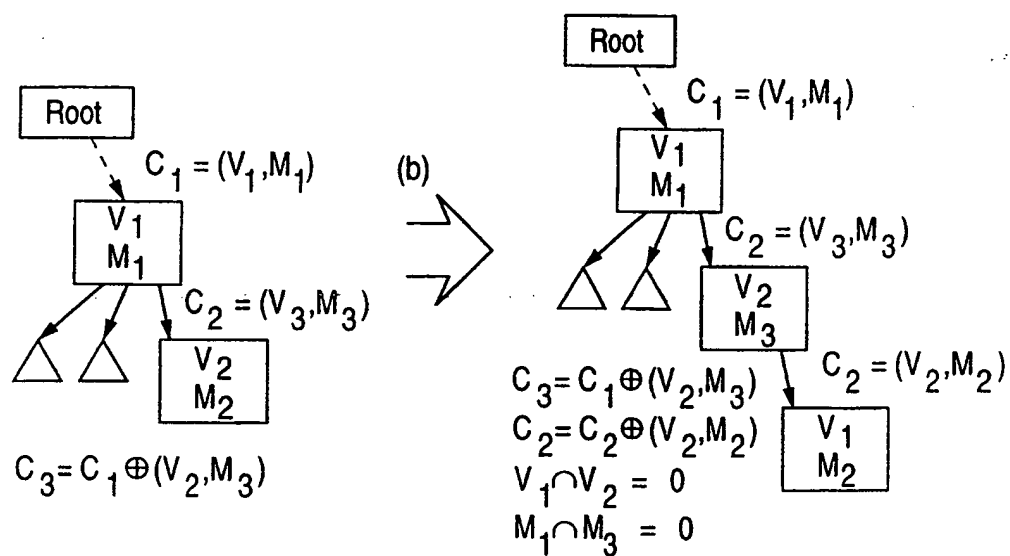 Root
C₁ = (V₁,M₁)
V₁
M₁
C₂ = (V₃,M₃)
V₂
M₂
C₃= C₁⊕(V₂,M₃)
(b)
Root
C₁ = (V₁,M₁)
V₁
M₁
C₂ = (V₃,M₃)
V₂
M₃
C₂ = (V₂,M₂)
V₁
M₂
C₃= C₁⊕(V₂,M₃)
C₂= C₂⊕(V₂,M₂)
V₁∩V₂ = 0
M₁∩M₃ = 0